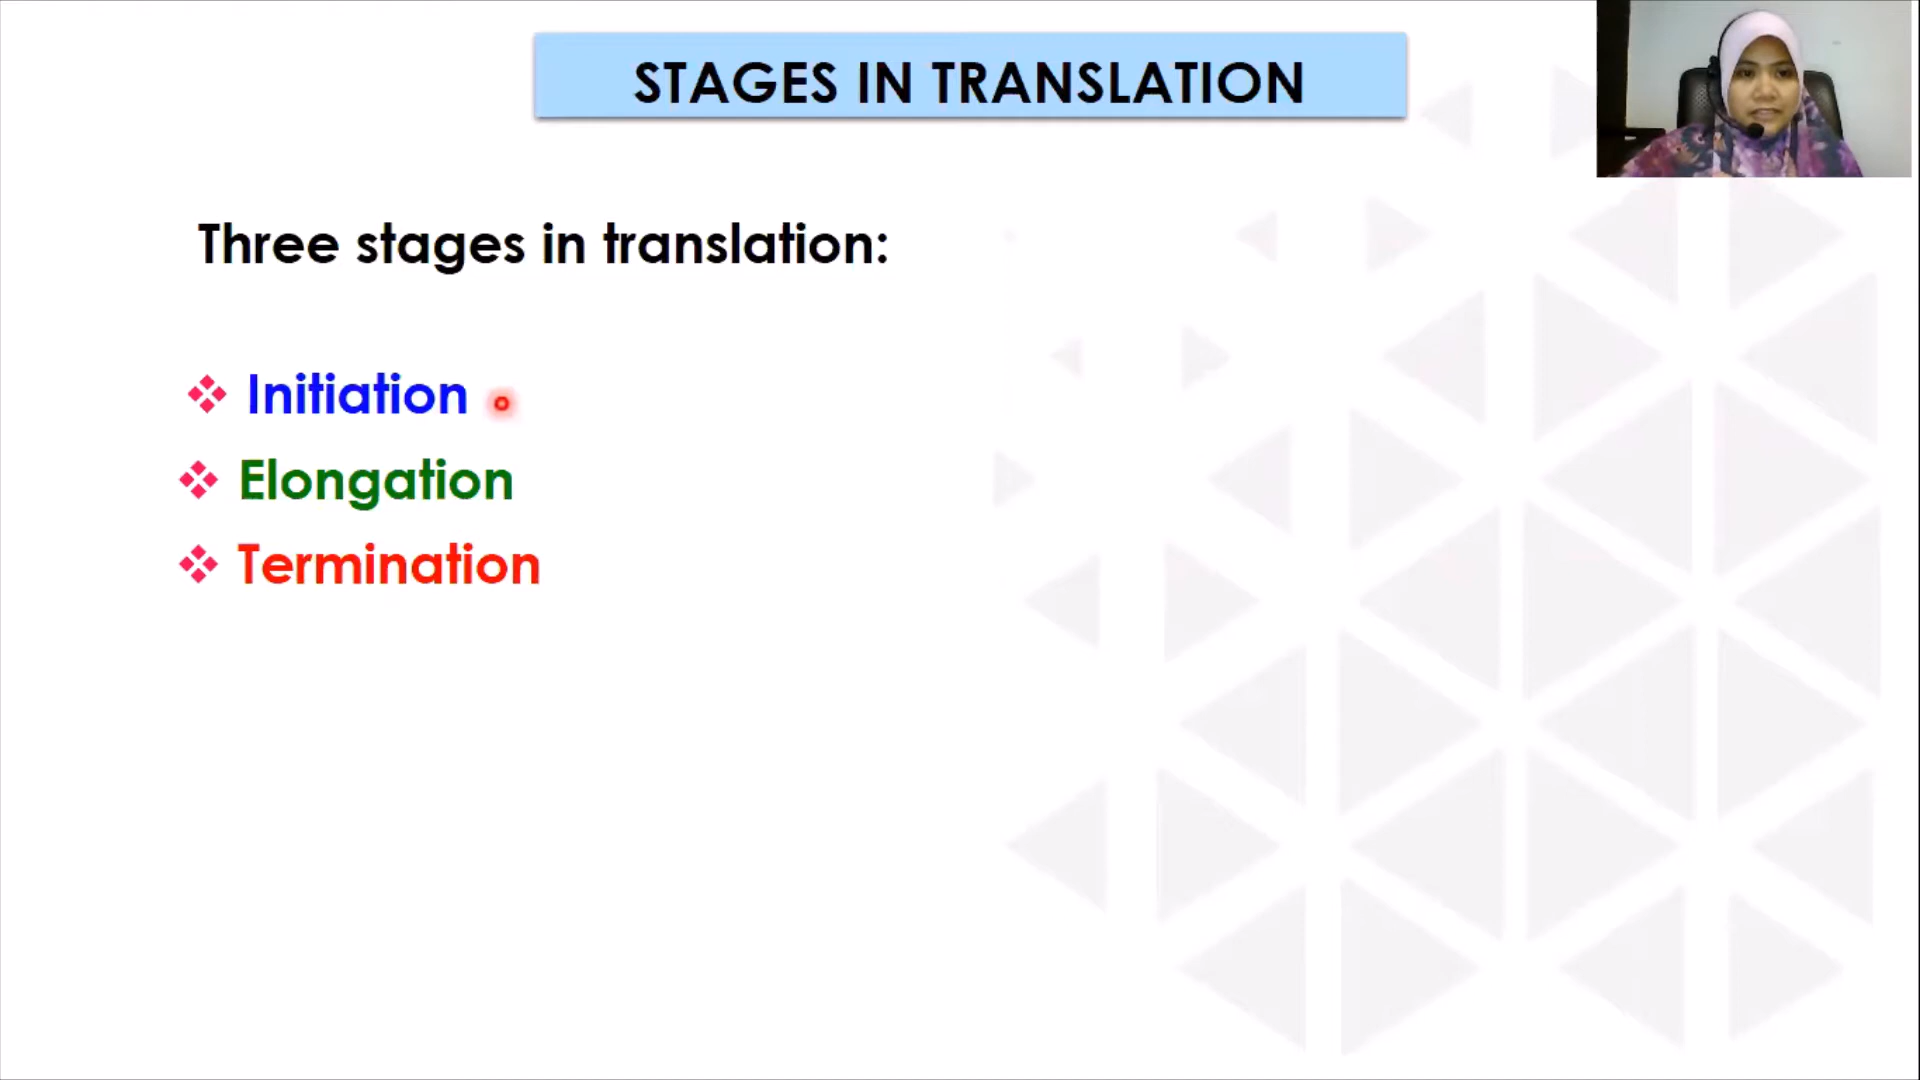 STAGES IN TRANSLATION
Three stages in translation:
Initiation
Elongation
Termination